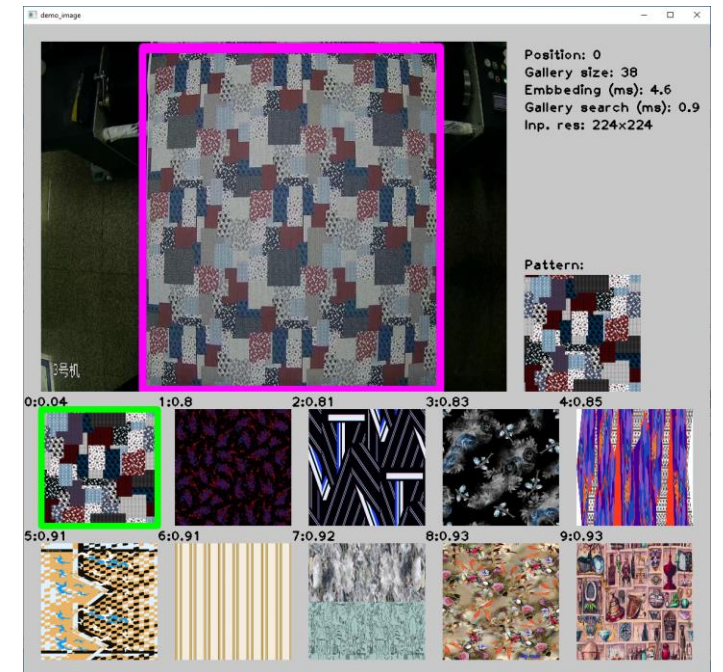 demo_image
Position: 0
Gallery size: 38
Embbeding (ms): 4.6
Gallery search (ms): 0.9
Inp. res: 224x224
Pattern:
3号机
0:0.04 1:0.8 2:0.81 3:0.83 4:0.85
5:0.91 6:0.91 7:0.92 8:0.93 9:0.93